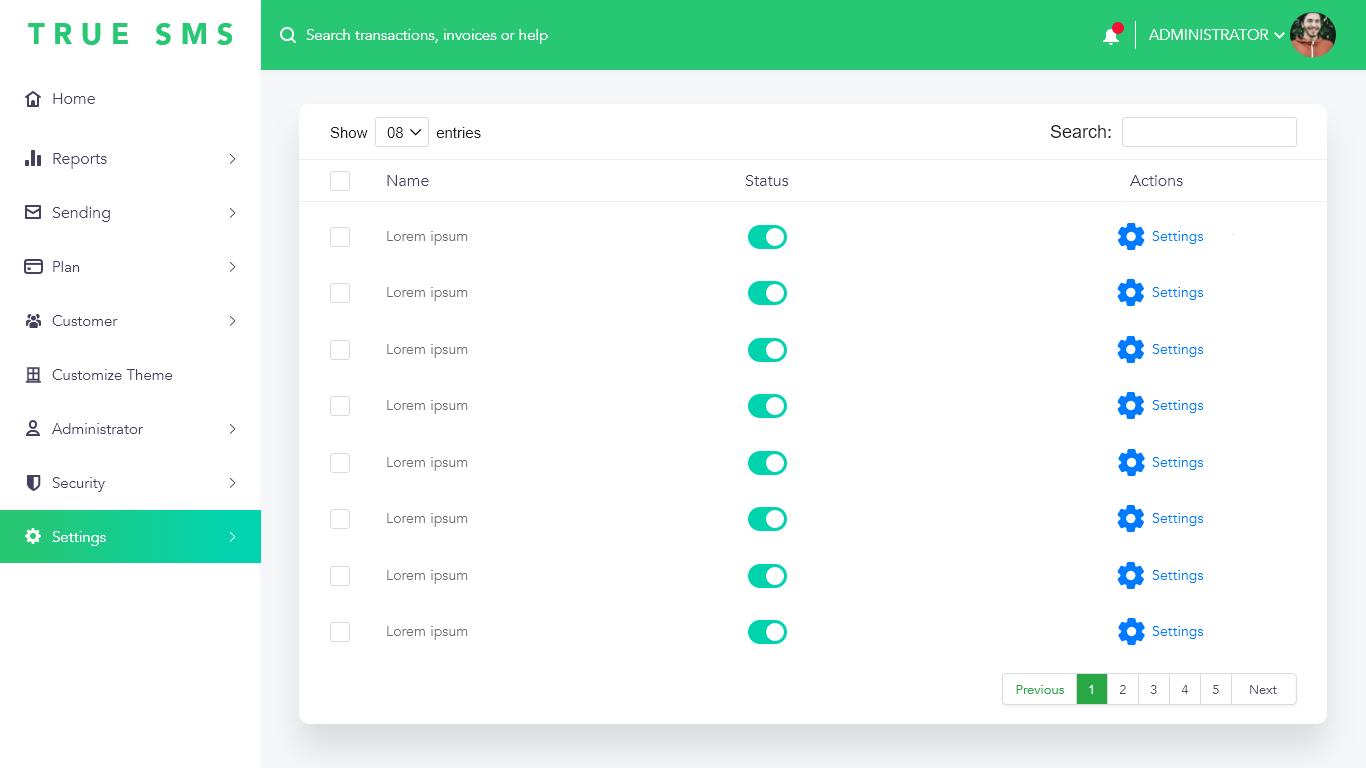 TRUE SMS
Search transactions, invoices or help
ADMINISTRATOR
Home
Reports
Sending
Plan
Customer
Customize Theme
Administrator
Security
Settings
Show 08 entries
Search:
Name Status Actions
Lorem ipsum Settings
Lorem ipsum Settings
Lorem ipsum Settings
Lorem ipsum Settings
Lorem ipsum Settings
Lorem ipsum Settings
Lorem ipsum Settings
Lorem ipsum Settings
Previous 1 2 3 4 5 Next